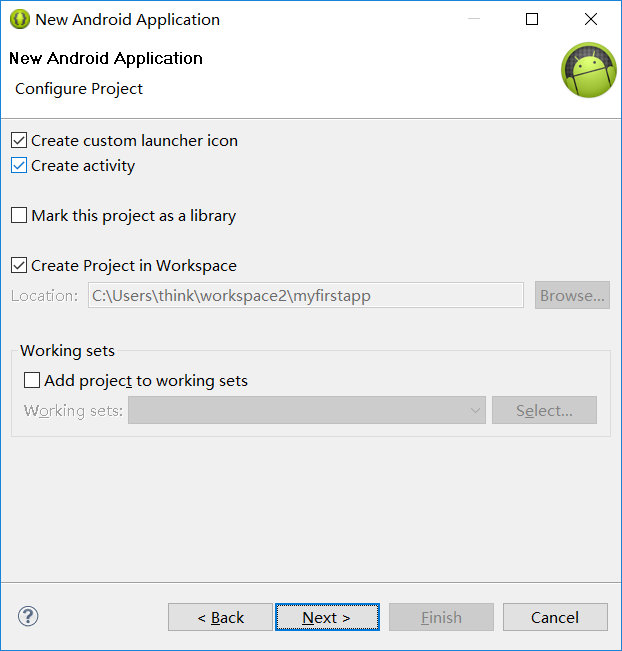 New Android Application
New Android Application
Configure Project
Create custom launcher icon
Create activity
Mark this project as a library
Create Project in Workspace
Location: C:\Users\think\workspace2\myfirstapp Browse...
Working sets
Add project to working sets
Working sets: Select...
? < Back Next > Finish Cancel